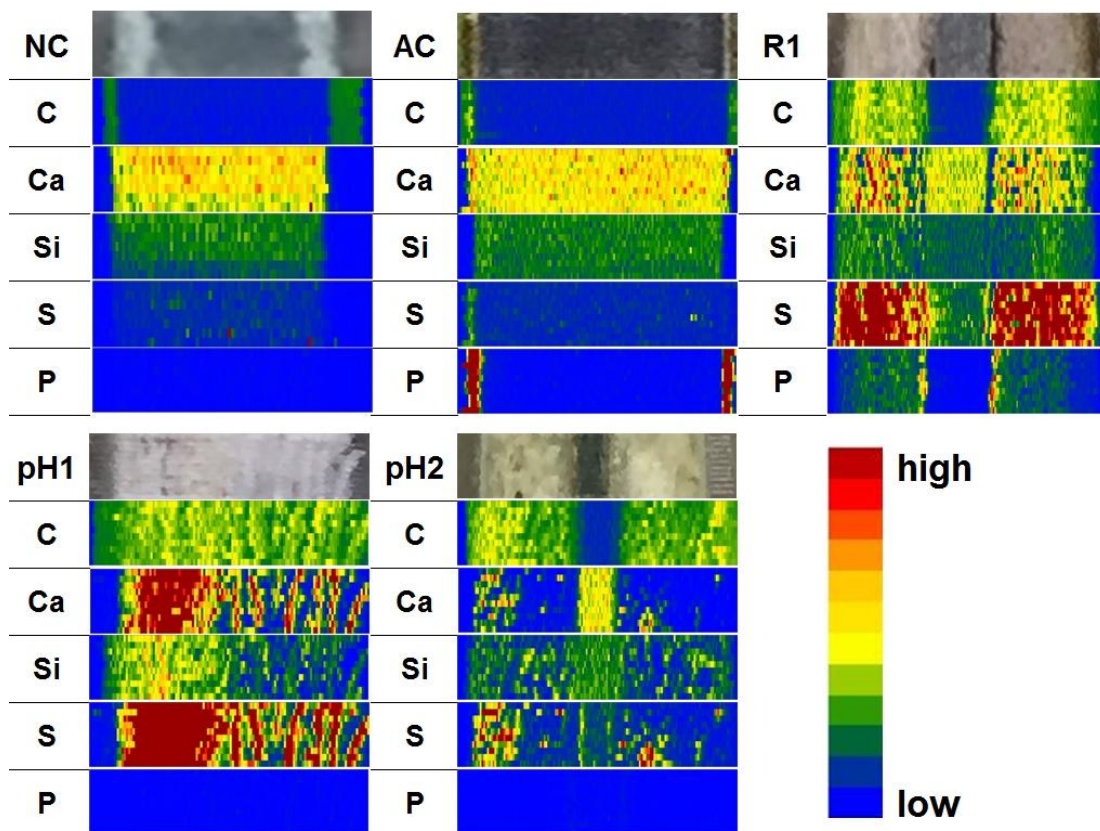 NC AC R1
C C C
Ca Ca Ca
Si Si Si
S S S
P P P
pH1 pH2 high
C C
Ca Ca
Si Si
S S
P P low